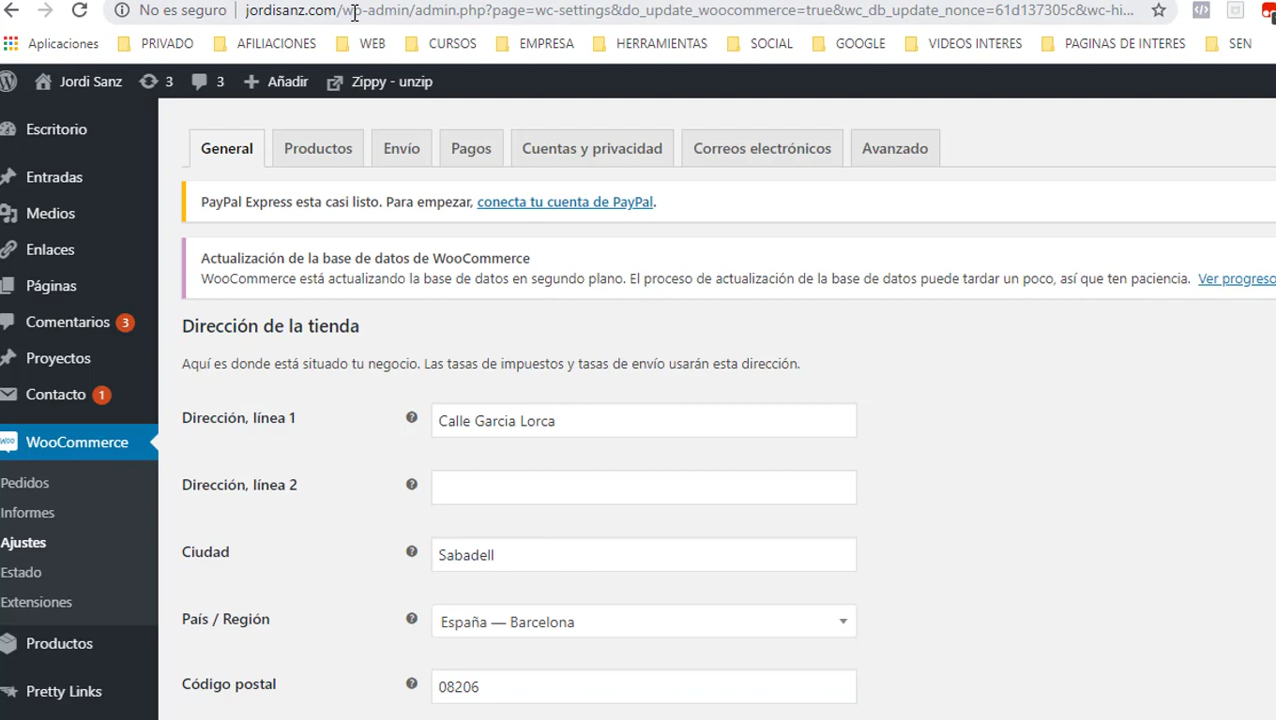 No es seguro jordisanz.com/wp-admin/admin.php?page=wc-settings&do_update_woocommerce=true&wc_db_update_nonce=61d137305c&wc-hi...
Aplicaciones PRIVADO AFILIACIONES WEB CURSOS EMPRESA HERRAMIENTAS SOCIAL GOOGLE VIDEOS INTERES PAGINAS DE INTERES SEN
Jordi Sanz 3 3 Añadir Zippy - unzip
Escritorio
Entradas
Medios
Enlaces
Páginas
Comentarios 3
Proyectos
Contacto 1
WooCommerce
Pedidos
Informes
Ajustes
Estado
Extensiones
Productos
Pretty Links
General Productos Envío Pagos Cuentas y privacidad Correos electrónicos Avanzado
PayPal Express esta casi listo. Para empezar, conecta tu cuenta de PayPal.
Actualización de la base de datos de WooCommerce
WooCommerce está actualizando la base de datos en segundo plano. El proceso de actualización de la base de datos puede tardar un poco, así que ten paciencia. Ver progreso
Dirección de la tienda
Aquí es donde está situado tu negocio. Las tasas de impuestos y tasas de envío usarán esta dirección.
Dirección, línea 1 Calle Garcia Lorca
Dirección, línea 2
Ciudad Sabadell
País / Región España — Barcelona
Código postal 08206